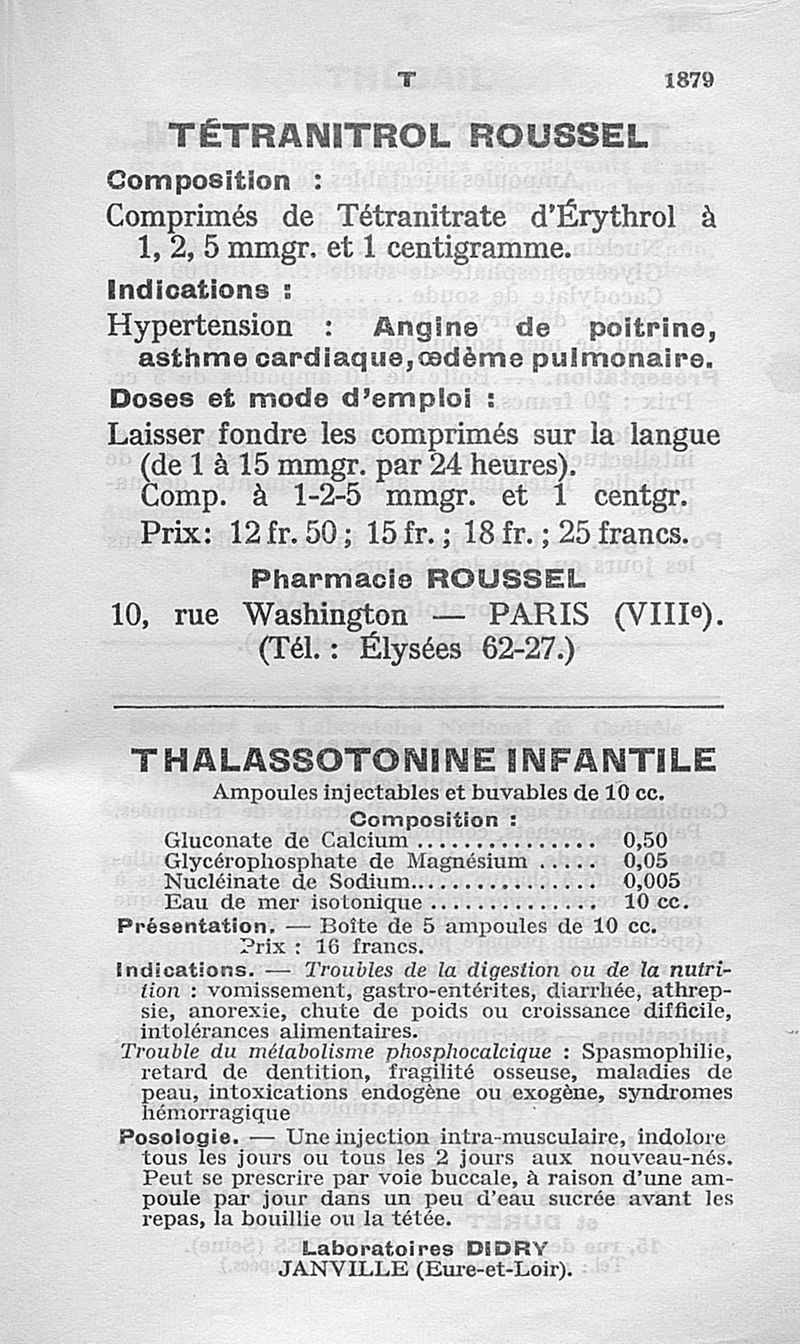 T 1879
TÉTRANITROL ROUSSEL
Composition :
Comprimés de Tétranitrate d'Érythrol à
1, 2, 5 mmgr. et 1 centigramme.
Indications :
Hypertension : Angine de poitrine,
asthme cardiaque, œdème pulmonaire.
Doses et mode d'emploi :
Laisser fondre les comprimés sur la langue
(de 1 à 15 mmgr. par 24 heures).
Comp. à 1-2-5 mmgr. et 1 centgr.
Prix: 12 fr. 50 ; 15 fr. ; 18 fr. ; 25 francs.
Pharmacie ROUSSEL
10, rue Washington — PARIS (VIIIe).
(Tél. : Élysées 62-27.)
THALASSOTONINE INFANTILE
Ampoules injectables et buvables de 10 cc.
Composition :
Gluconate de Calcium ............... 0,50
Glycérophosphate de Magnésium ..... 0,05
Nucléinate de Sodium................ 0,005
Eau de mer isotonique .............. 10 cc.
Présentation. — Boîte de 5 ampoules de 10 cc.
Prix : 16 francs.
Indications. — Troubles de la digestion ou de la nutri-
tion : vomissement, gastro-entérites, diarrhée, athrep-
sie, anorexie, chute de poids ou croissance difficile,
intolérances alimentaires.
Trouble du métabolisme phosphocalcique : Spasmophilie,
retard de dentition, fragilité osseuse, maladies de
peau, intoxications endogène ou exogène, syndromes
hémorragique
Posologie. — Une injection intra-musculaire, indolore
tous les jours ou tous les 2 jours aux nouveau-nés.
Peut se prescrire par voie buccale, à raison d'une am-
poule par jour dans un peu d'eau sucrée avant les
repas, la bouillie ou la tétée.
Laboratoires DIDRY
JANVILLE (Eure-et-Loir).